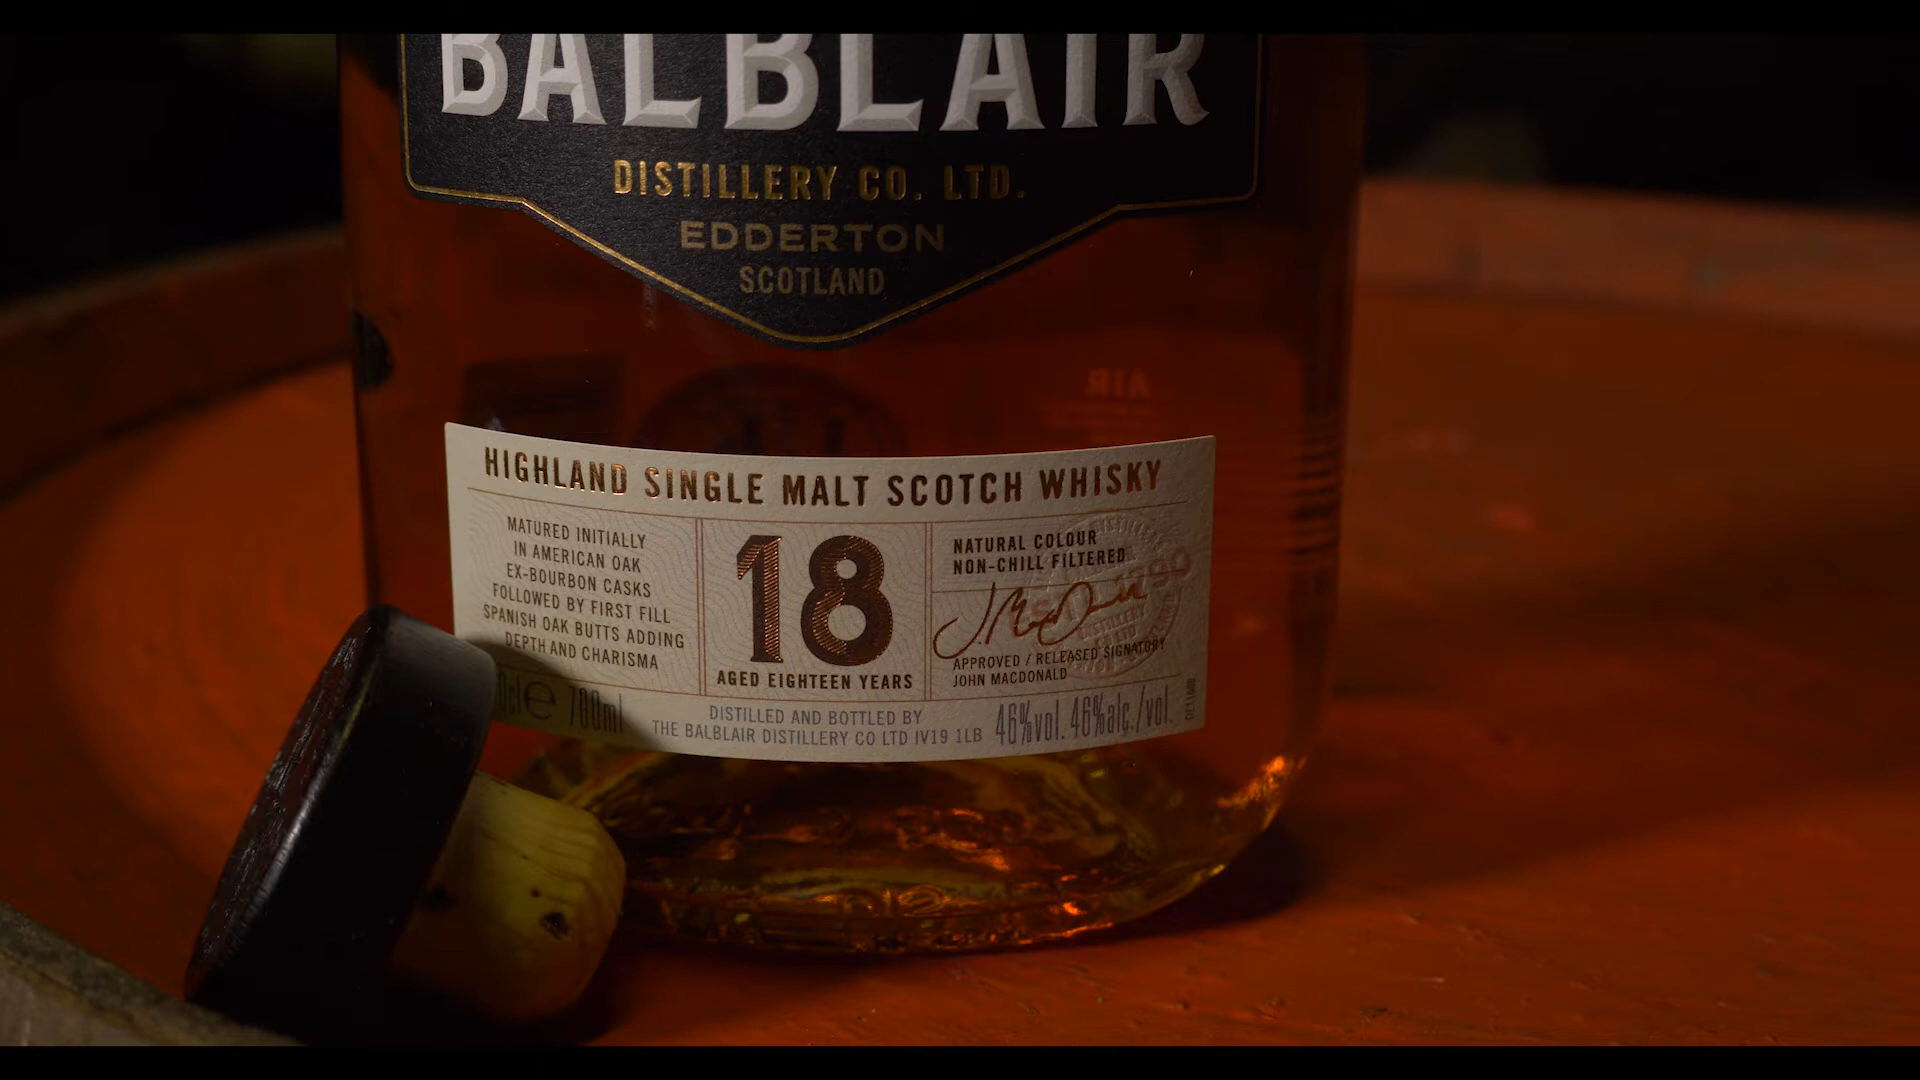 BALBLAIR
DISTILLERY CO. LTD.
EDDERTON
SCOTLAND
HIGHLAND SINGLE MALT SCOTCH WHISKY
MATURED INITIALLY
IN AMERICAN OAK
EX-BOURBON CASKS
FOLLOWED BY FIRST FILL
SPANISH OAK BUTTS ADDING
DEPTH AND CHARISMA
18
AGED EIGHTEEN YEARS
NATURAL COLOUR
NON-CHILL FILTERED
APPROVED / RELEASED SIGNATORY
JOHN MACDONALD
700ml
DISTILLED AND BOTTLED BY
THE BALBLAIR DISTILLERY CO LTD IV19 1LB
46%vol. 46%alc./vol.